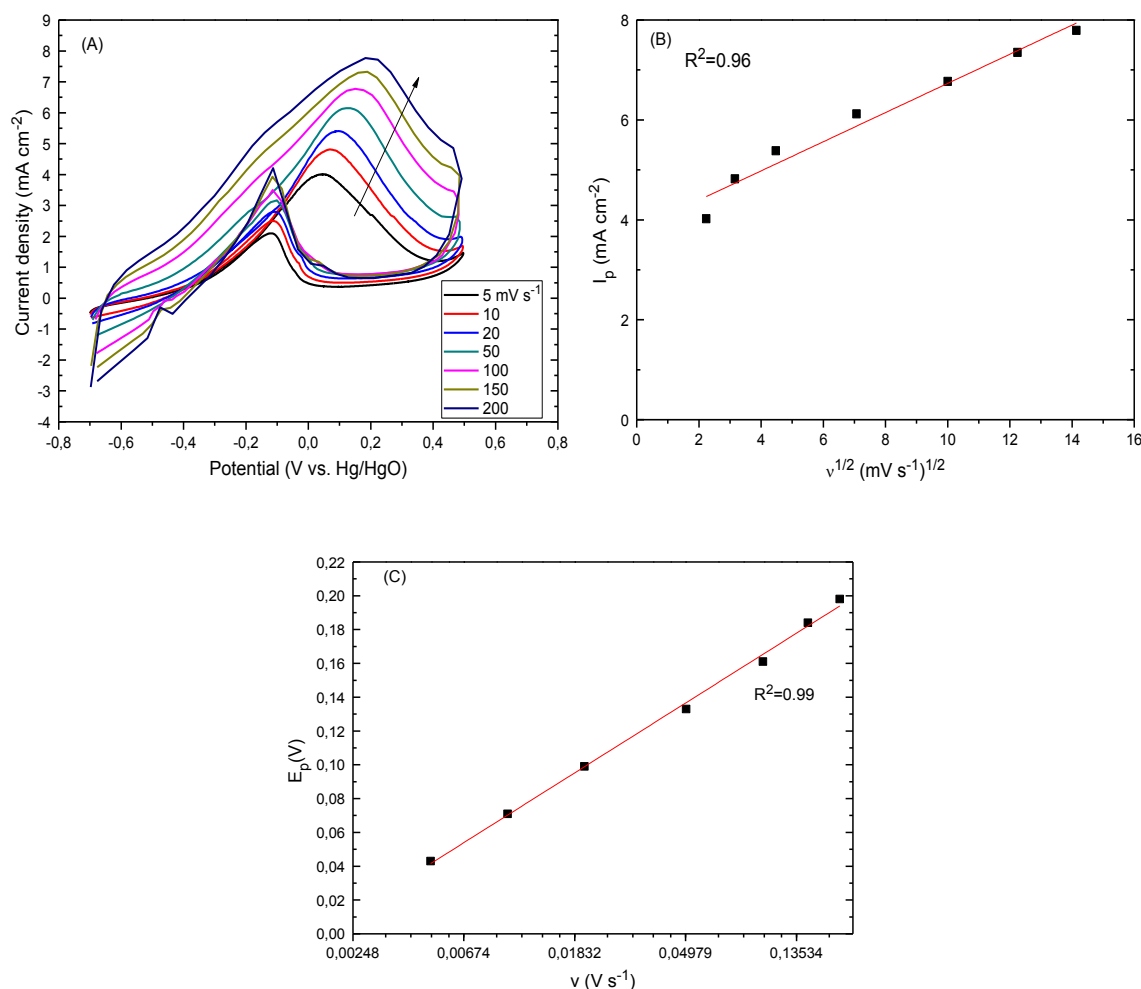 (A)
9
8
7
6
5
4
3
2
1
0
-1
-2
-3
-4
Current density (mA cm⁻²)
-0,8 -0,6 -0,4 -0,2 0,0 0,2 0,4 0,6 0,8
Potential (V vs. Hg/HgO)
5 mV s⁻¹
10
20
50
100
150
200
(B)
R²=0.96
8
6
4
2
0
Iₚ (mA cm⁻²)
0 2 4 6 8 10 12 14 16
ν¹ᐟ² (mV s⁻¹)¹ᐟ²
(C)
0,22
0,20
0,18
0,16
0,14
0,12
0,10
0,08
0,06
0,04
0,02
0,00
Eₚ(V)
R²=0.99
0,00248 0,00674 0,01832 0,04979 0,13534
ν (V s⁻¹)